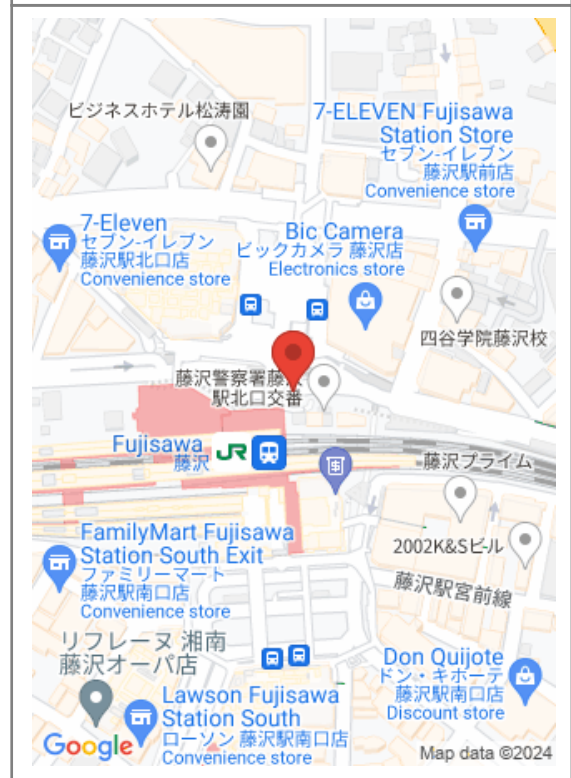 ビジネスホテル松涛園
7-ELEVEN Fujisawa
Station Store
セブン-イレブン
藤沢駅前店
Convenience store
7-Eleven
セブン-イレブン
藤沢駅北口店
Convenience store
Bic Camera
ビックカメラ 藤沢店
Electronics store
四谷学院藤沢校
藤沢警察署藤
駅北口交番
Fujisawa
藤沢
JR
藤沢プライム
2002K&Sビル
藤沢駅宮前線
FamilyMart Fujisawa
Station South Exit
ファミリーマート
藤沢駅南口店
Convenience store
リフレーヌ 湘南
藤沢オーパ店
Don Quijote
ドン・キホーテ
藤沢駅南口店
Discount store
Lawson Fujisawa
Station South
ローソン 藤沢駅南口店
Convenience store
Google
Map data ©2024